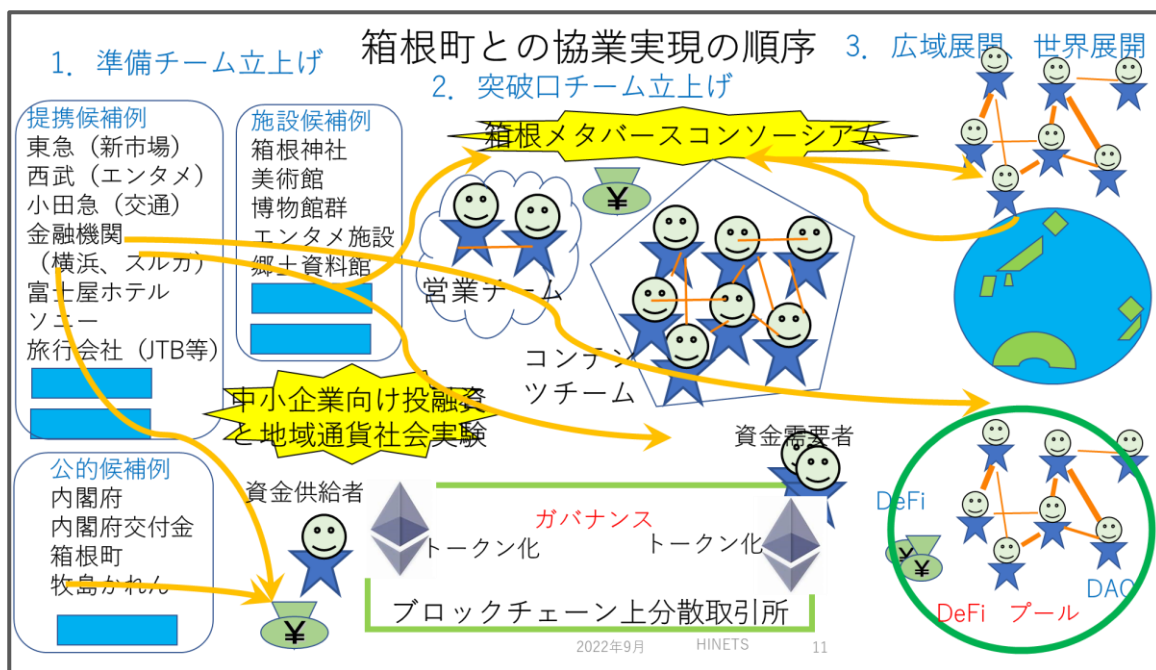 箱根町との協業実現の順序
1. 準備チーム立上げ
2. 突破口チーム立上げ
3. 広域展開、世界展開
提携候補例
東急（新市場）
西武（エンタメ）
小田急（交通）
金融機関
（横浜、スルガ）
富士屋ホテル
ソニー
旅行会社（JTB等）
施設候補例
箱根神社
美術館
博物館群
エンタメ施設
郷土資料館
箱根メタバースコンソーシアム
¥
営業チーム
コンテン
ツチーム
中小企業向け投融資
と地域通貨社会実験
公的候補例
内閣府
内閣府交付金
箱根町
牧島かれん
資金供給者
¥
資金需要者
ガバナンス
トークン化
トークン化
ブロックチェーン上分散取引所
DeFi
¥
¥
DAO
DeFi プール
2022年9月
HINETS
11